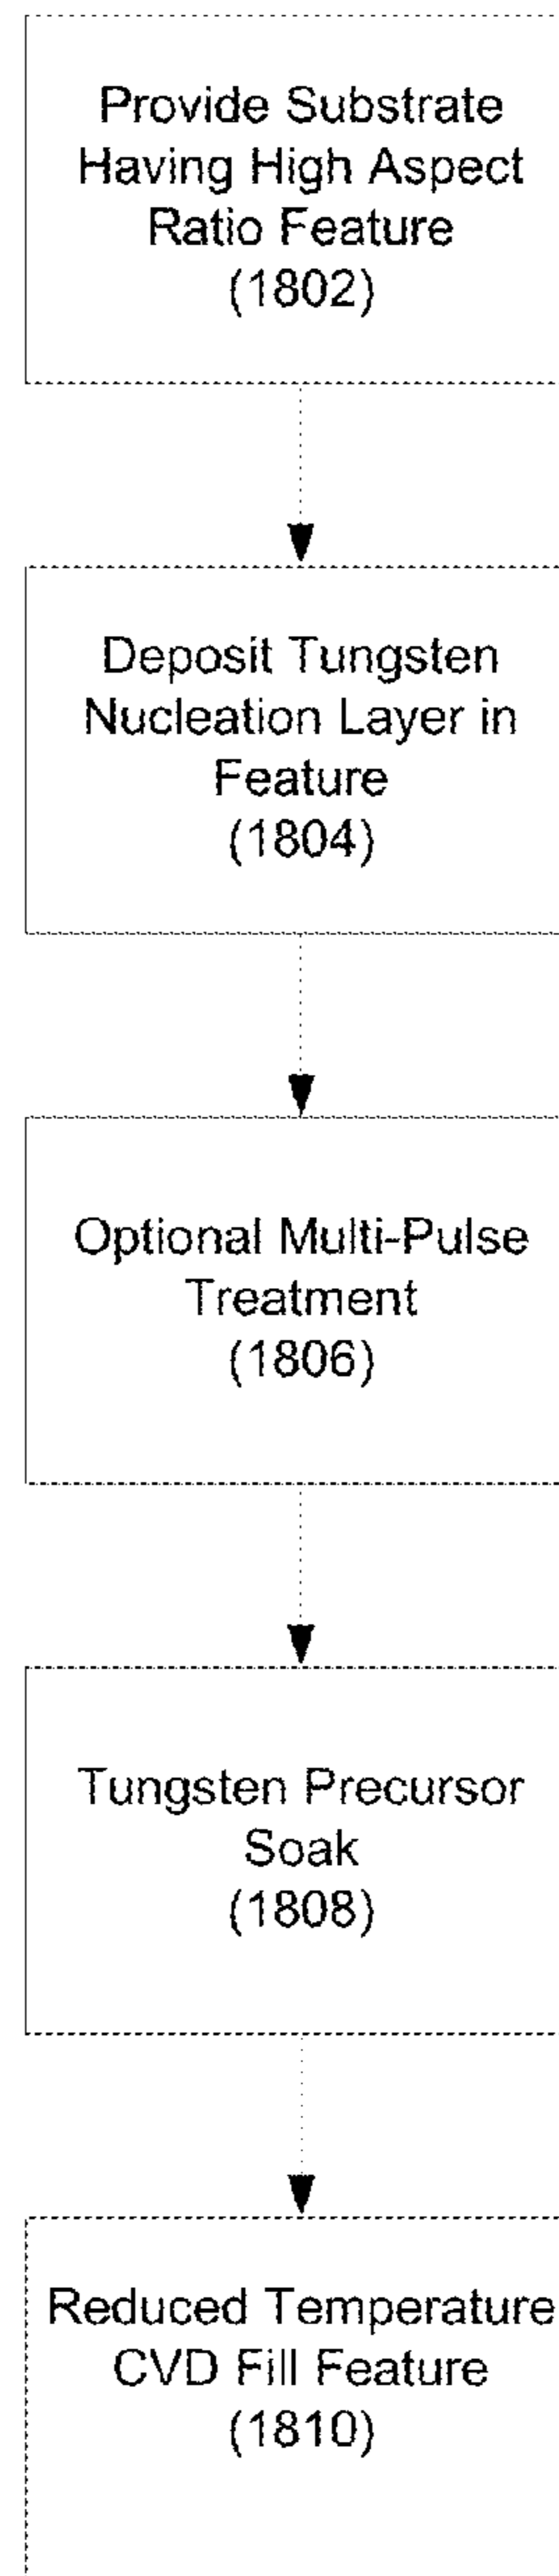 Provide Substrate
Having High Aspect
Ratio Feature
(1802)
Deposit Tungsten
Nucleation Layer in
Feature
(1804)
Optional Multi-Pulse
Treatment
(1806)
Tungsten Precursor
Soak
(1808)
Reduced Temperature
CVD Fill Feature
(1810)